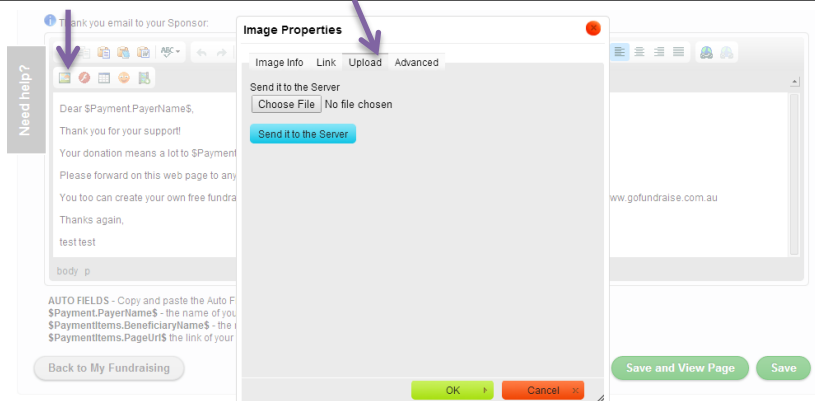 Thank you email to your Sponsor:
Need help?
ABC
Dear $Payment.PayerName$,
Thank you for your support!
Your donation means a lot to $Payment
Please forward on this web page to any
You too can create your own free fundra
ww.gofundraise.com.au
Thanks again,
test test
body p
AUTO FIELDS - Copy and paste the Auto F
$Payment.PayerName$ - the name of you
$PaymentItems.BeneficiaryName$ - the
$PaymentItems.PageUrl$ the link of your
Back to My Fundraising
Save and View Page
Save
Image Properties
Image Info Link Upload Advanced
Send it to the Server
Choose File No file chosen
Send it to the Server
OK
Cancel